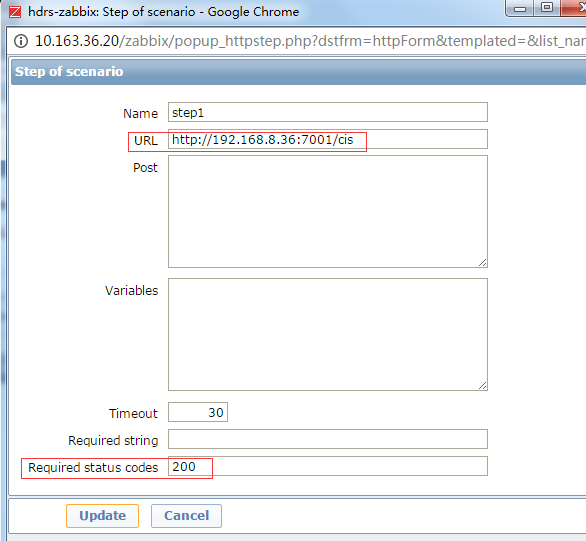 hdrs-zabbix: Step of scenario - Google Chrome
10.163.36.20/zabbix/popup_httpstep.php?dstfrm=httpForm&templated=&list_nan
Step of scenario
Name step1
URL http://192.168.8.36:7001/cis
Post
Variables
Timeout 30
Required string
Required status codes 200
Update Cancel